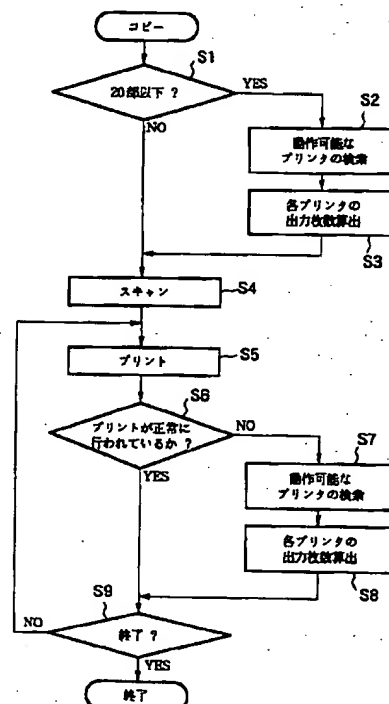 コピー
S1
20部以下 ?
YES
NO
S2
動作可能な
プリンタの検索
各プリンタの
出力枚数算出
S3
スキャン
S4
プリント
S5
S6
プリントが正常に
行われているか ?
NO
YES
S7
動作可能な
プリンタの検索
各プリンタの
出力枚数算出
S8
S9
終了 ?
NO
YES
終了